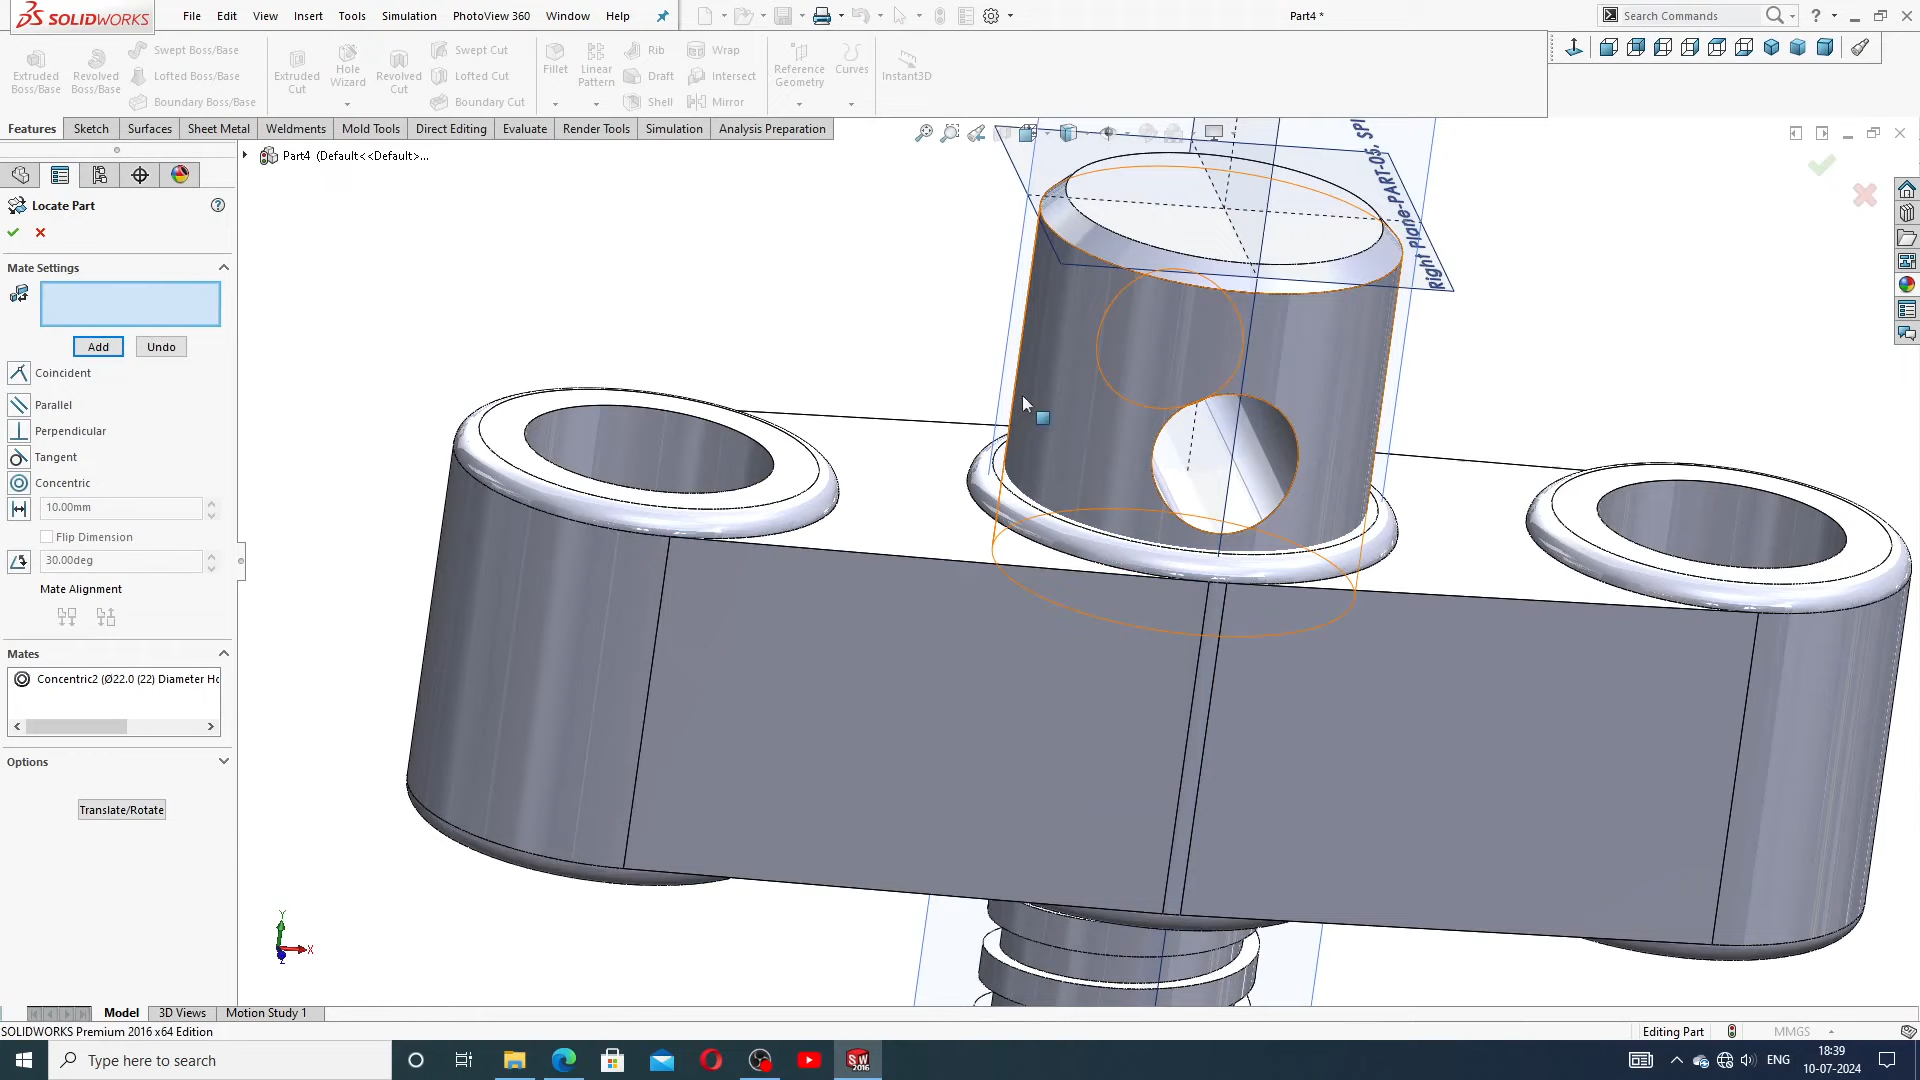 SOLIDWORKS File Edit View Insert Tools Simulation PhotoView 360 Window Help Part4 * Search Commands
Extruded Boss/Base Revolved Boss/Base Swept Boss/Base Lofted Boss/Base Boundary Boss/Base Extruded Cut Hole Wizard Revolved Cut Swept Cut Lofted Cut Boundary Cut Fillet Linear Pattern Rib Draft Shell Wrap Intersect Mirror Reference Geometry Curves Instant3D
Features Sketch Surfaces Sheet Metal Weldments Mold Tools Direct Editing Evaluate Render Tools Simulation Analysis Preparation
Part4 (Default<<Default>...
Locate Part
Mate Settings
Add Undo
Coincident
Parallel
Perpendicular
Tangent
Concentric
10.00mm
Flip Dimension
30.00deg
Mate Alignment
Mates
Concentric2 (Ø22.0 (22) Diameter Ho
Options
Translate/Rotate
Right Plane-PART-05, SPI
Y
X
Z
Model 3D Views Motion Study 1
SOLIDWORKS Premium 2016 x64 Edition Editing Part MMGS
Type here to search
SW 2016
ENG
18:39
10-07-2024